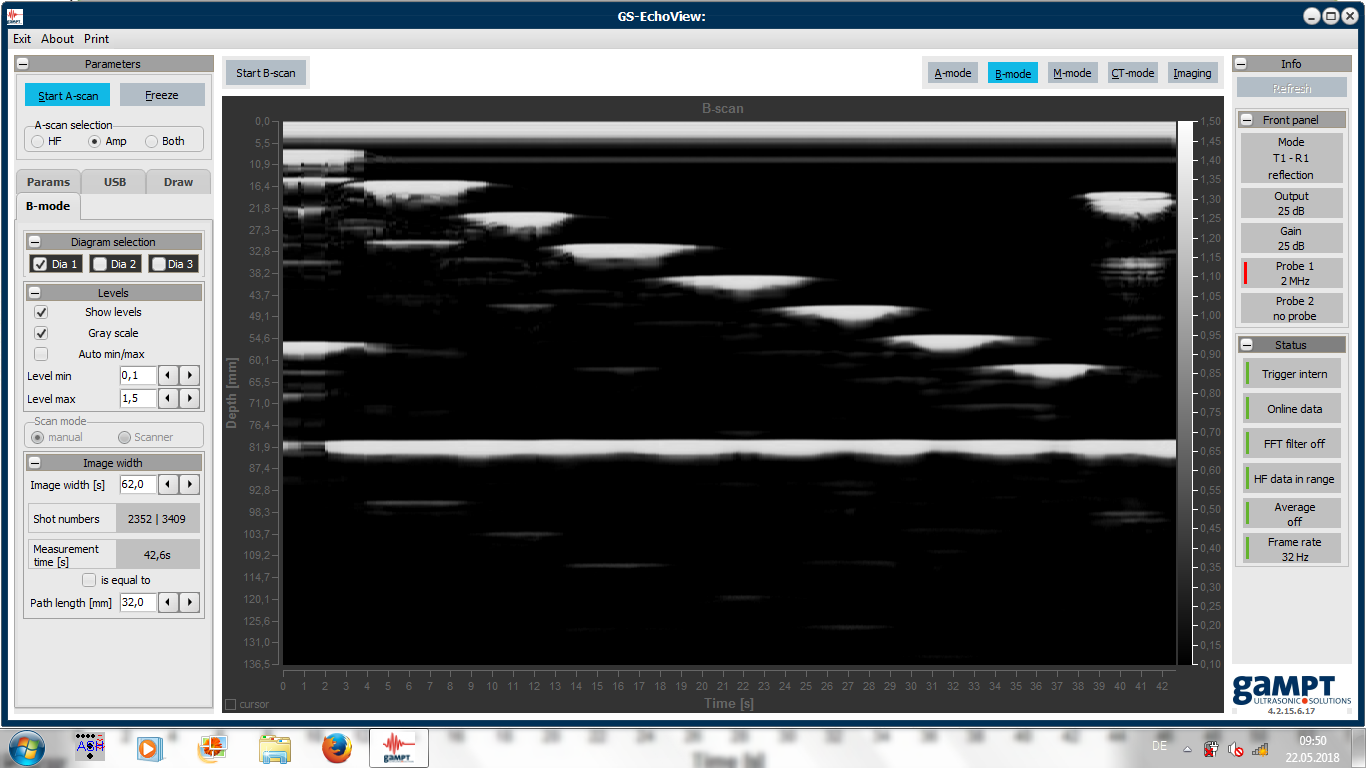 GS-EchoView:
Exit About Print
Parameters
Start A-scan Freeze
A-scan selection
HF Amp Both
Params USB Draw
B-mode
Diagram selection
Dia 1 Dia 2 Dia 3
Levels
Show levels
Gray scale
Auto min/max
Level min 0,1
Level max 1,5
Scan mode
manual Scanner
Image width
Image width [s] 62,0
Shot numbers 2352 | 3409
Measurement
time [s] 42,6s
is equal to
Path length [mm] 32,0
Start B-scan
A-mode B-mode M-mode CT-mode Imaging
B-scan
0,0
5,5
10,9
16,4
21,8
27,3
32,8
38,2
43,7
49,1
54,6
60,1
65,5
71,0
76,4
81,9
87,4
92,8
98,3
103,7
109,2
114,7
120,1
125,6
131,0
136,5
Depth [mm]
0 1 2 3 4 5 6 7 8 9 10 11 12 13 14 15 16 17 18 19 20 21 22 23 24 25 26 27 28 29 30 31 32 33 34 35 36 37 38 39 40 41 42
Time [s]
cursor
1,50
1,45
1,40
1,35
1,30
1,25
1,20
1,15
1,10
1,05
1,00
0,95
0,90
0,85
0,80
0,75
0,70
0,65
0,60
0,55
0,50
0,45
0,40
0,35
0,30
0,25
0,20
0,15
0,10
Info
Refresh
Front panel
Mode
T1 - R1
reflection
Output
25 dB
Gain
25 dB
Probe 1
2 MHz
Probe 2
no probe
Status
Trigger intern
Online data
FFT filter off
HF data in range
Average
off
Frame rate
32 Hz
gAMPT
ULTRASONIC SOLUTIONS
4.2.15.6.17
gAMPT
DE
09:50
22.05.2018